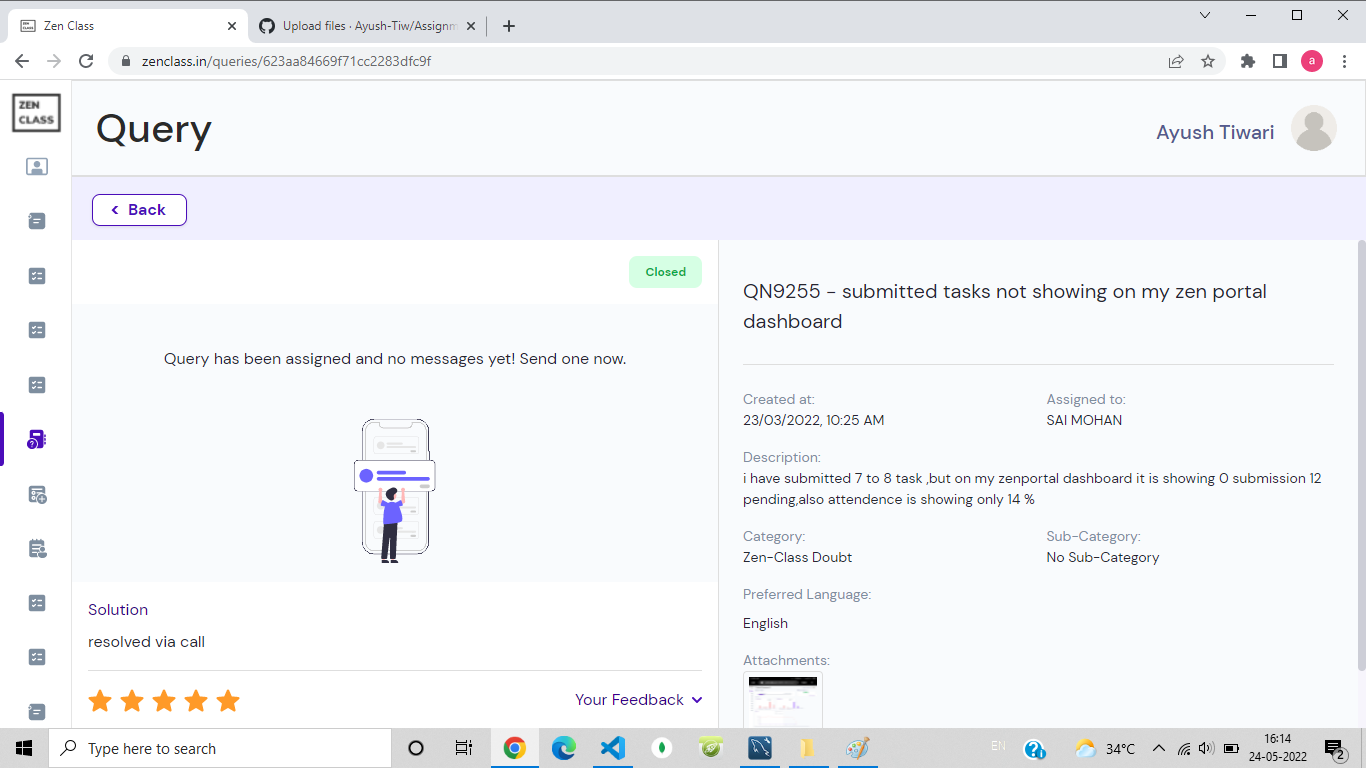 Zen Class
Upload files · Ayush-Tiw/Assignm
zenclass.in/queries/623aa84669f71cc2283dfc9f
a
ZEN
CLASS
Query
Ayush Tiwari
< Back
Closed
Query has been assigned and no messages yet! Send one now.
Solution
resolved via call
Your Feedback
QN9255 - submitted tasks not showing on my zen portal
dashboard
Created at:
Assigned to:
23/03/2022, 10:25 AM
SAI MOHAN
Description:
i have submitted 7 to 8 task ,but on my zenportal dashboard it is showing 0 submission 12
pending,also attendence is showing only 14 %
Category:
Sub-Category:
Zen-Class Doubt
No Sub-Category
Preferred Language:
English
Attachments:
Type here to search
EN
34°C
16:14
24-05-2022
2